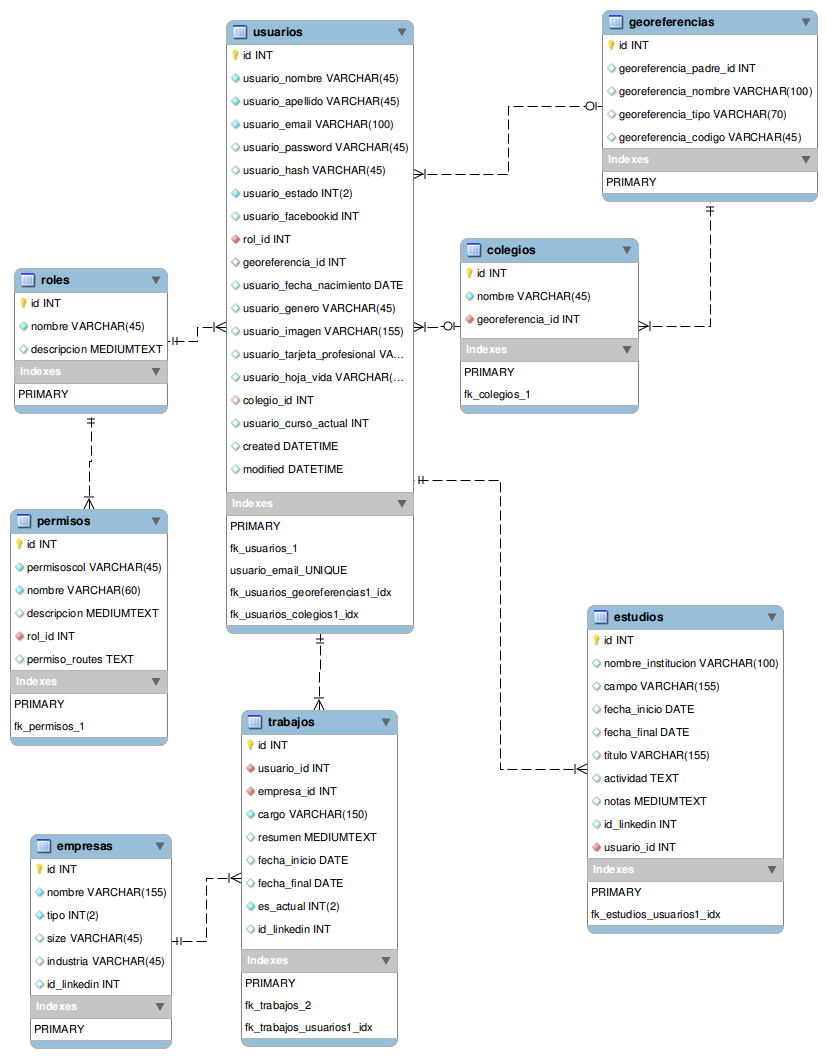 usuarios
id INT
usuario_nombre VARCHAR(45)
usuario_apellido VARCHAR(45)
usuario_email VARCHAR(100)
usuario_password VARCHAR(45)
usuario_hash VARCHAR(45)
usuario_estado INT(2)
usuario_facebookid INT
rol_id INT
georeferencia_id INT
usuario_fecha_nacimiento DATE
usuario_genero VARCHAR(45)
usuario_imagen VARCHAR(155)
usuario_tarjeta_profesional VA...
usuario_hoja_vida VARCHAR(...
colegio_id INT
usuario_curso_actual INT
created DATETIME
modified DATETIME
Indexes
PRIMARY
fk_usuarios_1
usuario_email_UNIQUE
fk_usuarios_georeferencias1_idx
fk_usuarios_colegios1_idx
georeferencias
id INT
georeferencia_padre_id INT
georeferencia_nombre VARCHAR(100)
georeferencia_tipo VARCHAR(70)
georeferencia_codigo VARCHAR(45)
Indexes
PRIMARY
colegios
id INT
nombre VARCHAR(45)
georeferencia_id INT
Indexes
PRIMARY
fk_colegios_1
roles
id INT
nombre VARCHAR(45)
descripcion MEDIUMTEXT
Indexes
PRIMARY
permisos
id INT
permisoscol VARCHAR(45)
nombre VARCHAR(60)
descripcion MEDIUMTEXT
rol_id INT
permiso_routes TEXT
Indexes
PRIMARY
fk_permisos_1
estudios
id INT
nombre_institucion VARCHAR(100)
campo VARCHAR(155)
fecha_inicio DATE
fecha_final DATE
titulo VARCHAR(155)
actividad TEXT
notas MEDIUMTEXT
id_linkedin INT
usuario_id INT
Indexes
PRIMARY
fk_estudios_usuarios1_idx
trabajos
id INT
usuario_id INT
empresa_id INT
cargo VARCHAR(150)
resumen MEDIUMTEXT
fecha_inicio DATE
fecha_final DATE
es_actual INT(2)
id_linkedin INT
Indexes
PRIMARY
fk_trabajos_2
fk_trabajos_usuarios1_idx
empresas
id INT
nombre VARCHAR(155)
tipo INT(2)
size VARCHAR(45)
industria VARCHAR(45)
id_linkedin INT
Indexes
PRIMARY